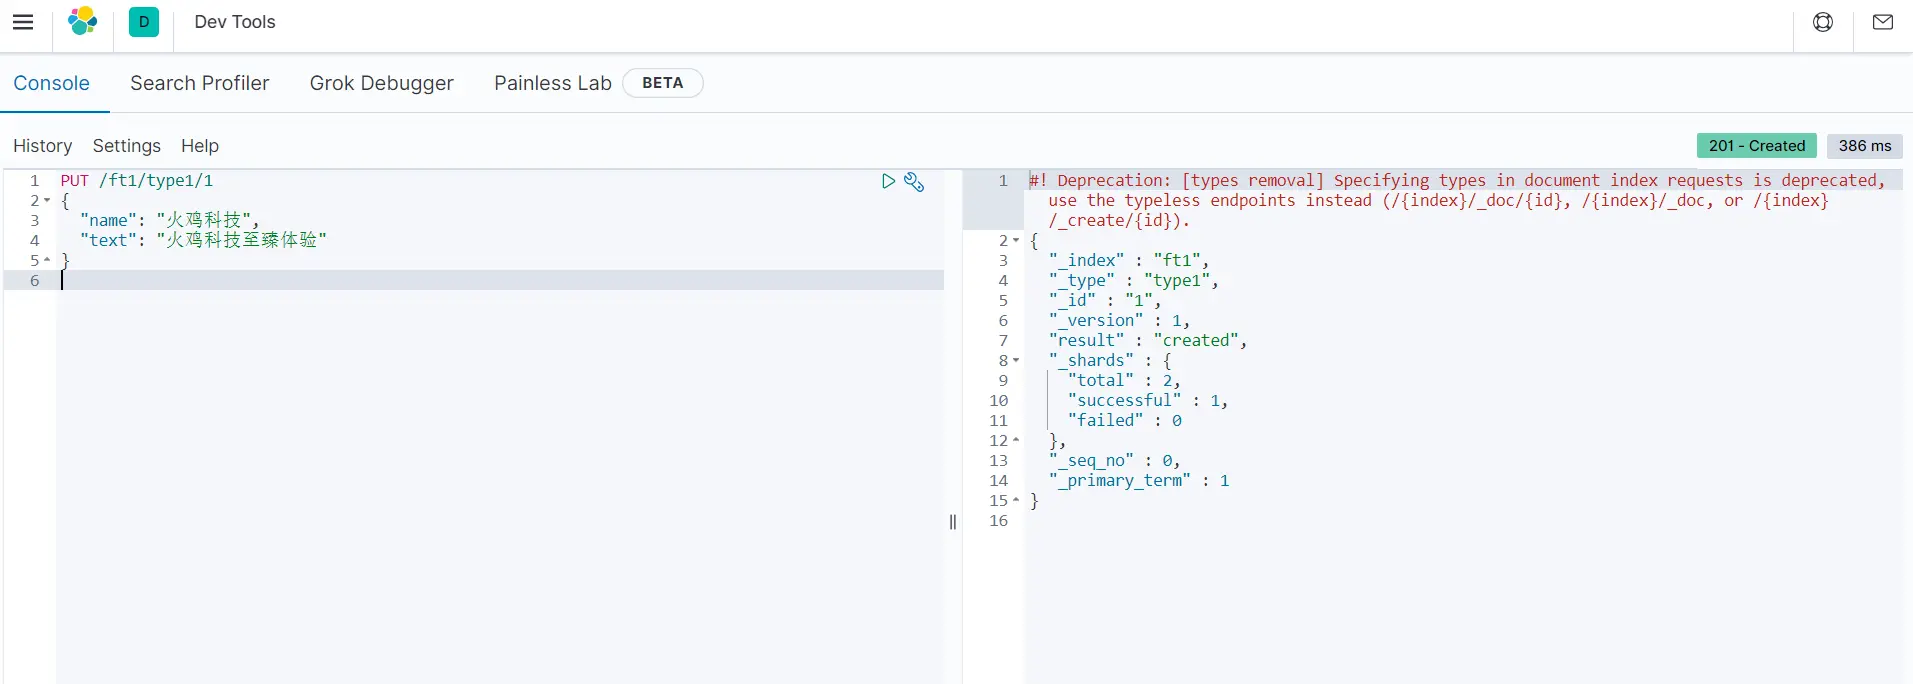 D
Dev Tools
Console
Search Profiler
Grok Debugger
Painless Lab
BETA
History
Settings
Help
201 - Created
386 ms
1 PUT /ft1/type1/1
2 {
3 "name": "火鸡科技",
4 "text": "火鸡科技至臻体验"
5 }
6
1 #! Deprecation: [types removal] Specifying types in document index requests is deprecated,
use the typeless endpoints instead (/{index}/_doc/{id}, /{index}/_doc, or /{index}
/_create/{id}).
2 {
3 "_index" : "ft1",
4 "_type" : "type1",
5 "_id" : "1",
6 "_version" : 1,
7 "result" : "created",
8 "_shards" : {
9 "total" : 2,
10 "successful" : 1,
11 "failed" : 0
12 },
13 "_seq_no" : 0,
14 "_primary_term" : 1
15 }
16